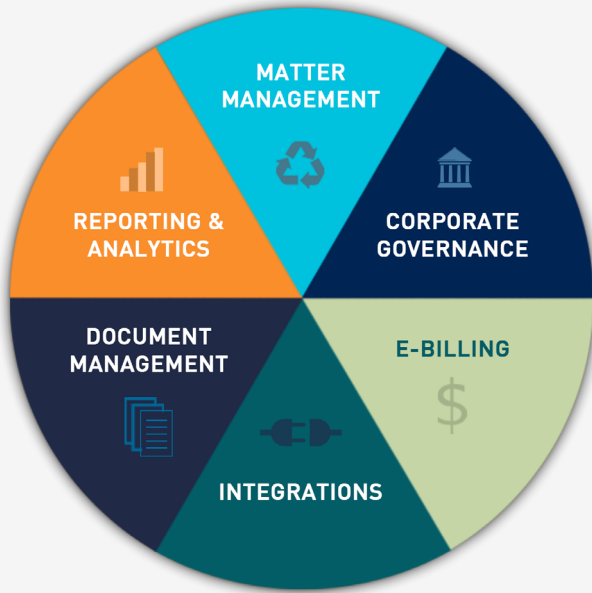 MATTER
MANAGEMENT
CORPORATE
GOVERNANCE
E-BILLING
$
INTEGRATIONS
DOCUMENT
MANAGEMENT
REPORTING &
ANALYTICS